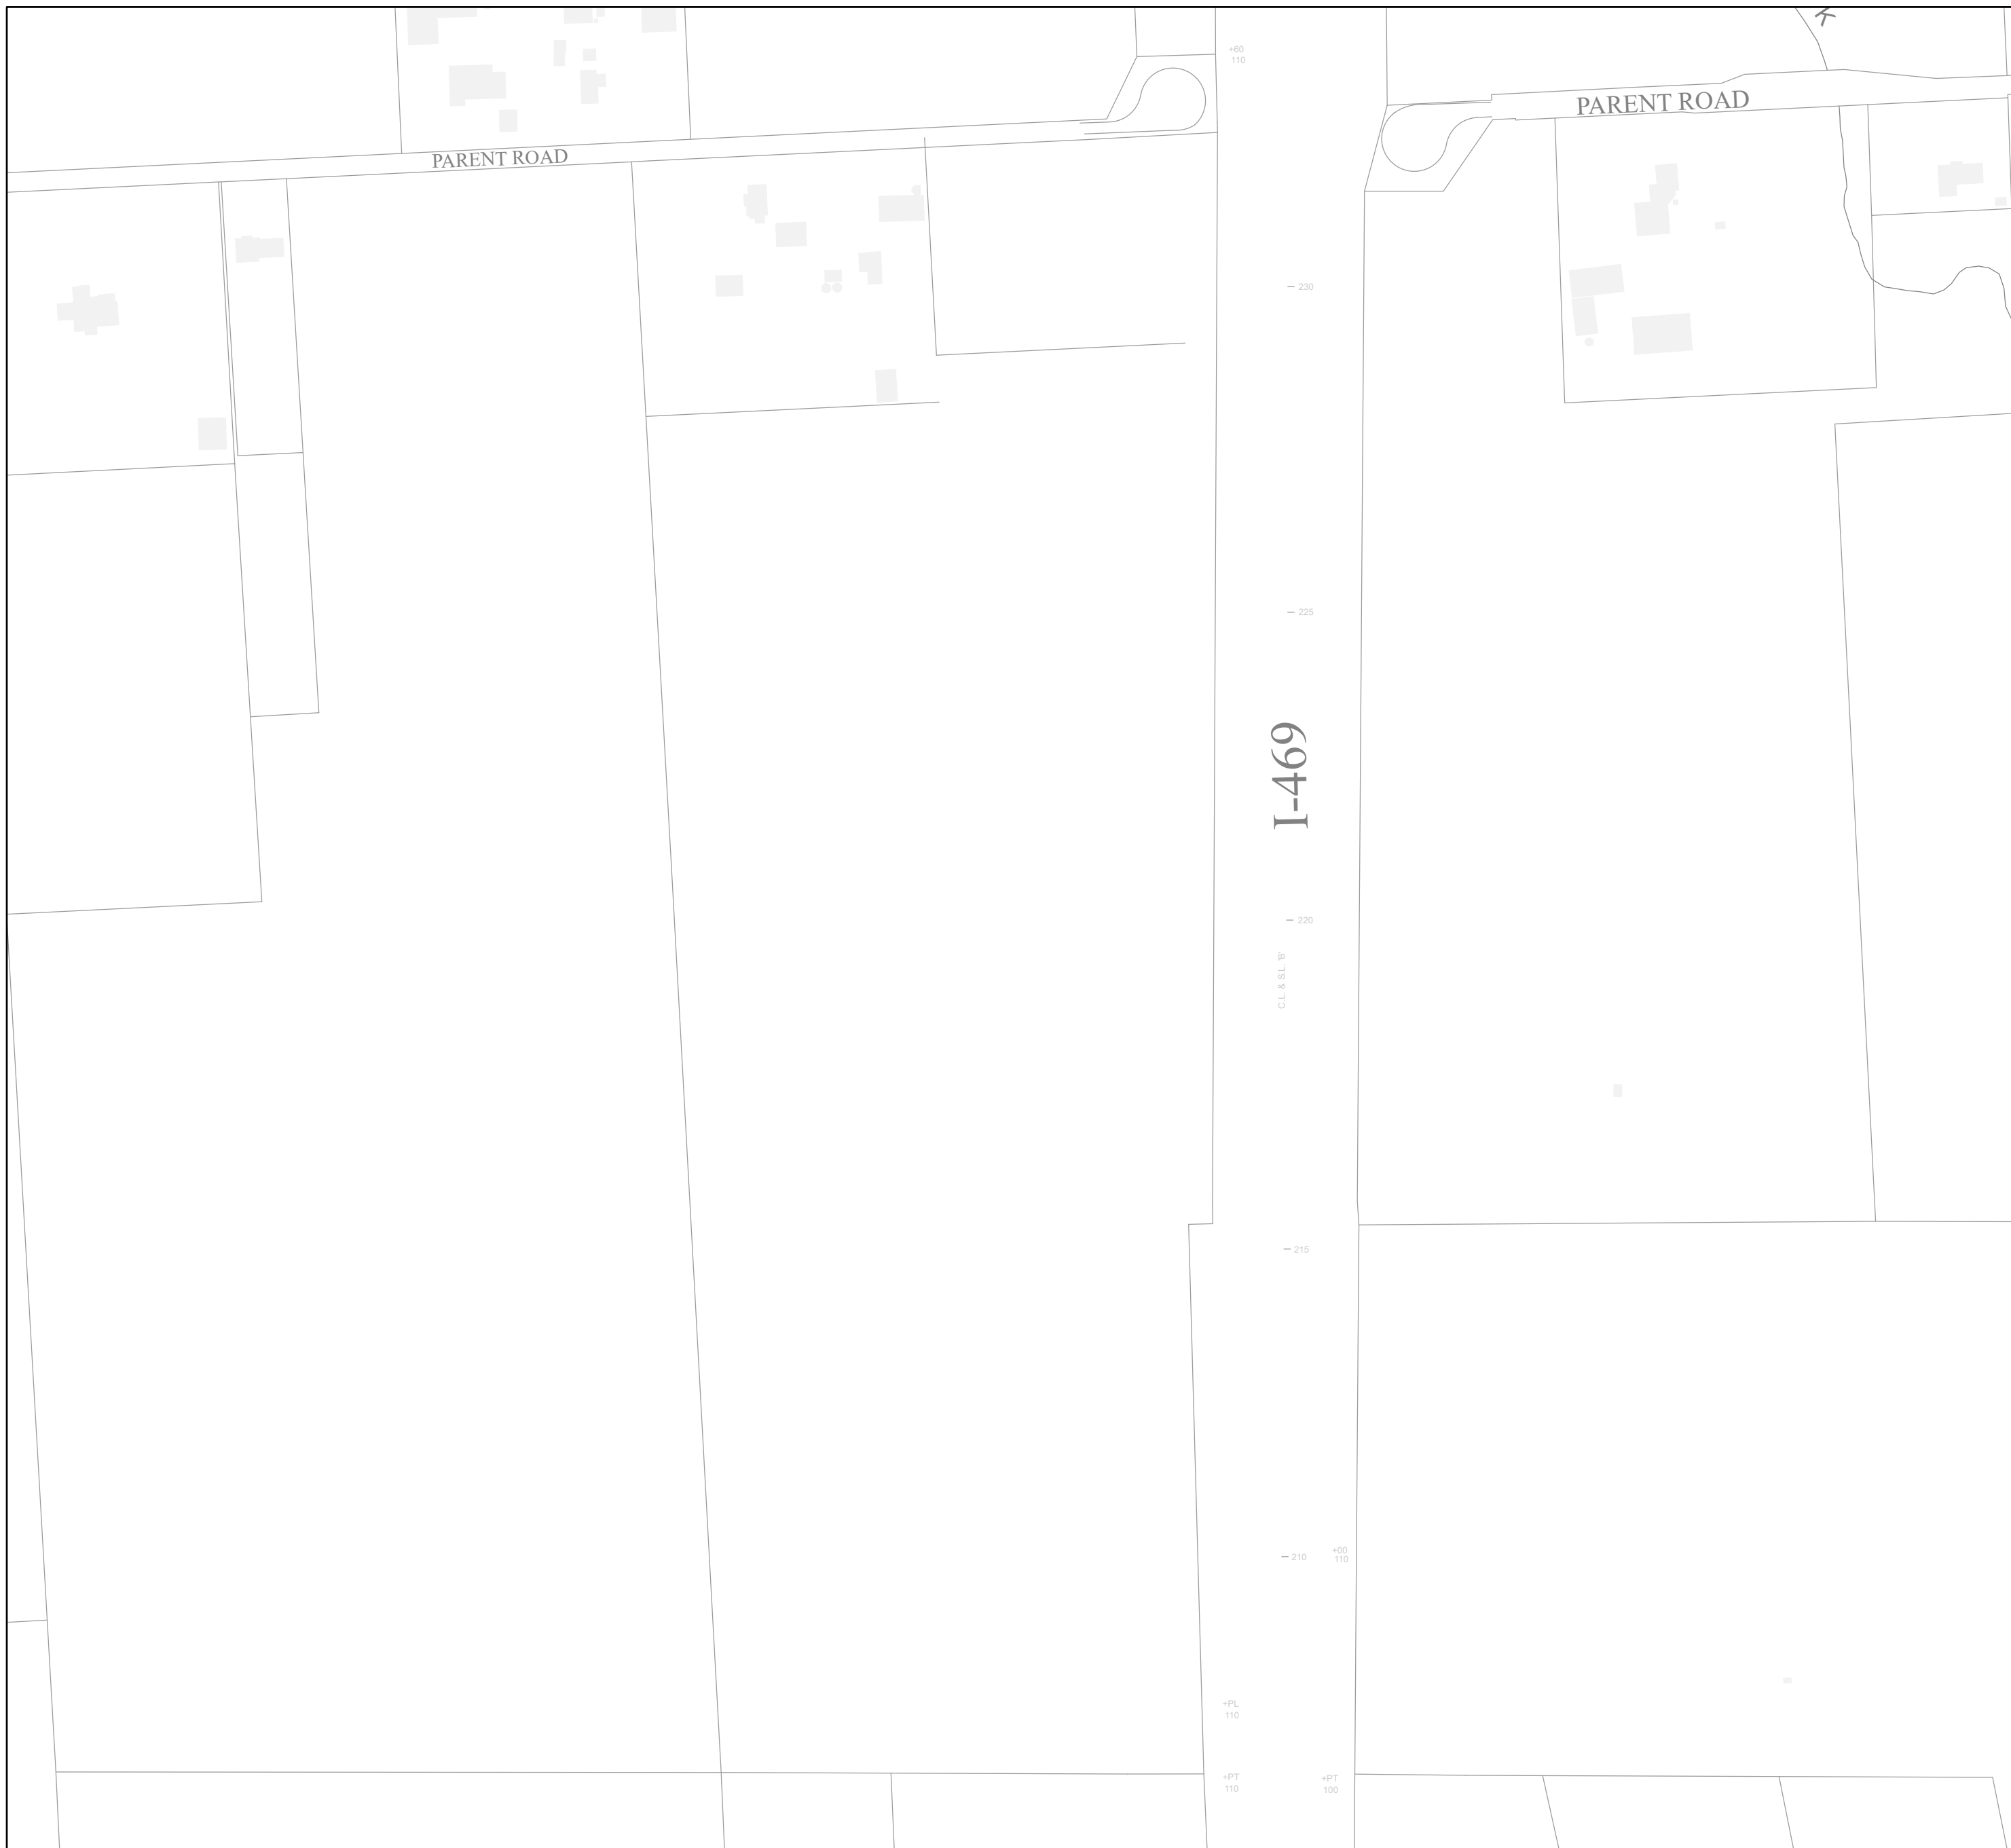 K
+60
110
PARENT ROAD
PARENT ROAD
230
225
I-469
220
C.L. & S.L. 'B'
215
210
+00
110
+PL
110
+PT
110
+PT
100